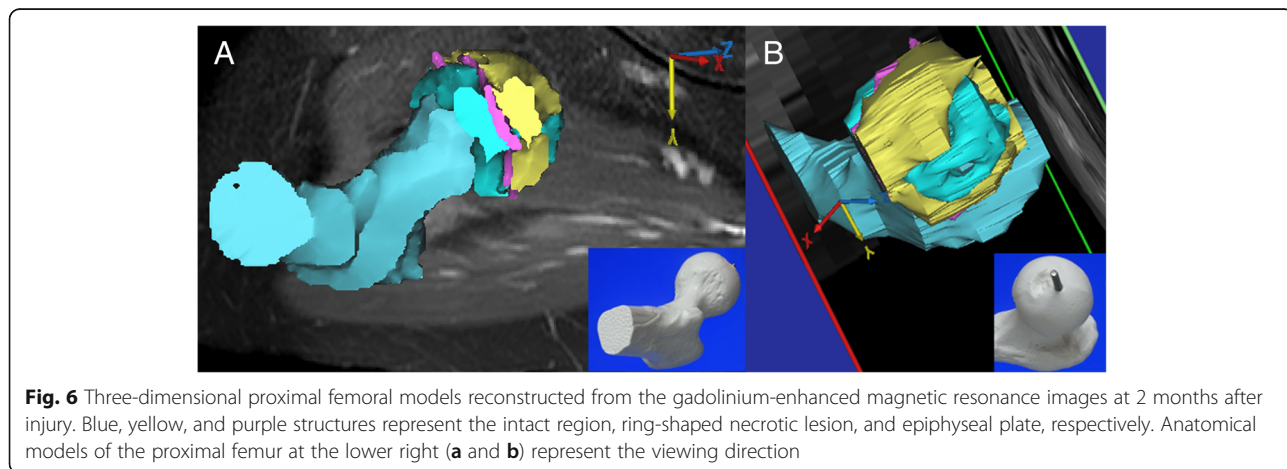 A
Z
X
Y
B
X
Y
Fig. 6 Three-dimensional proximal femoral models reconstructed from the gadolinium-enhanced magnetic resonance images at 2 months after
injury. Blue, yellow, and purple structures represent the intact region, ring-shaped necrotic lesion, and epiphyseal plate, respectively. Anatomical
models of the proximal femur at the lower right (a and b) represent the viewing direction